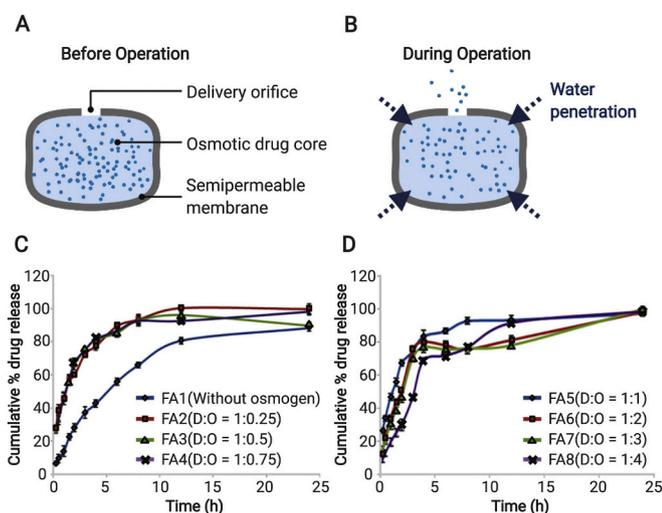 A
Before Operation
Delivery orifice
Osmotic drug core
Semipermeable
membrane
B
During Operation
Water
penetration
C
Cumulative % drug release
120
100
80
60
40
20
0
0
5
10
15
20
25
Time (h)
FA1(Without osmogen)
FA2(D:O = 1:0.25)
FA3(D:O = 1:0.5)
FA4(D:O = 1:0.75)
D
Cumulative % drug release
120
100
80
60
40
20
0
0
5
10
15
20
25
Time (h)
FA5(D:O = 1:1)
FA6(D:O = 1:2)
FA7(D:O = 1:3)
FA8(D:O = 1:4)